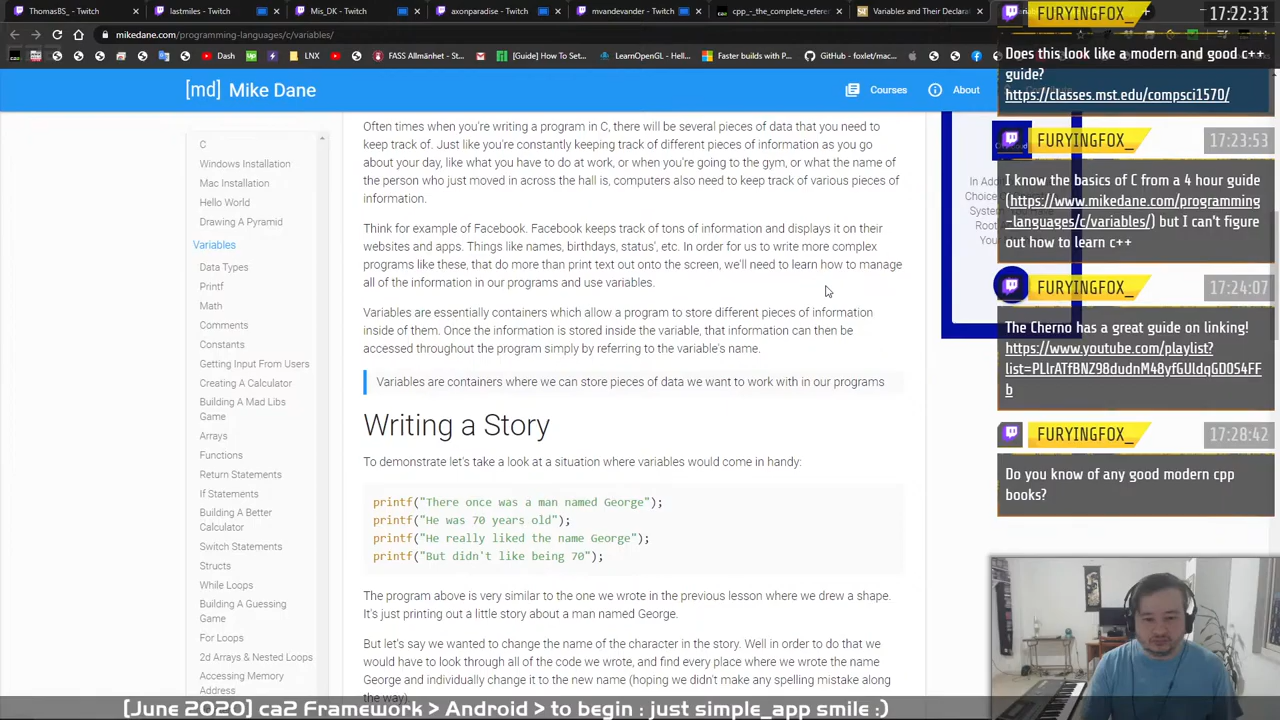 ThomasBS_ - Twitch
lastmiles - Twitch
Mis_DK - Twitch
axonparadise - Twitch
mvandevander - Twitch
cpp_-_the_complete_refere
Variables and Their Declara
mikedane.com/programming-languages/c/variables/
Dash
LNX
FASS Allmänhet - St
[Guide] How To Set...
LearnOpenGL - Hell...
Faster builds with P...
GitHub - foxlet/mac...
[md] Mike Dane
Courses
About
C
Windows Installation
Mac Installation
Hello World
Drawing A Pyramid
Variables
Data Types
Printf
Math
Comments
Constants
Getting Input From Users
Creating A Calculator
Building A Mad Libs
Game
Arrays
Functions
Return Statements
If Statements
Building A Better
Calculator
Switch Statements
Structs
While Loops
Building A Guessing
Game
For Loops
2d Arrays & Nested Loops
Accessing Memory
Address
Often times when you're writing a program in C, there will be several pieces of data that you need to
keep track of. Just like you're constantly keeping track of different pieces of information as you go
about your day, like what you have to do at work, or when you're going to the gym, or what the name of
the person who just moved in across the hall is, computers also need to keep track of various pieces of
information.
Think for example of Facebook. Facebook keeps track of tons of information and displays it on their
websites and apps. Things like names, birthdays, status', etc. In order for us to write more complex
programs like these, that do more than print text out onto the screen, we'll need to learn how to manage
all of the information in our programs and use variables.
Variables are essentially containers which allow a program to store different pieces of information
inside of them. Once the information is stored inside the variable, that information can then be
accessed throughout the program simply by referring to the variable's name.
Variables are containers where we can store pieces of data we want to work with in our programs
Writing a Story
To demonstrate let's take a look at a situation where variables would come in handy:
printf("There once was a man named George");
printf("He was 70 years old");
printf("He really liked the name George");
printf("But didn't like being 70");
The program above is very similar to the one we wrote in the previous lesson where we drew a shape.
It's just printing out a little story about a man named George.
But let's say we wanted to change the name of the character in the story. Well in order to do that we
would have to look through all of the code we wrote, and find every place where we wrote the name
George and individually change it to the new name (hoping we didn't make any spelling mistake along
the way).
FURYINGFOX_ 17:22:31
Does this look like a modern and good c++
guide?
https://classes.mst.edu/compsci1570/
FURYINGFOX_ 17:23:53
I know the basics of C from a 4 hour guide
(https://www.mikedane.com/programming
-languages/c/variables/) but I can't figure
out how to learn c++
FURYINGFOX_ 17:24:07
The Cherno has a great guide on linking!
https://www.youtube.com/playlist?
list=PLlrATfBNZ98dudnM48yfGUldqGD0S4FF
b
FURYINGFOX_ 17:28:42
Do you know of any good modern cpp
books?
[June 2020] ca2 Framework > Android > to begin : just simple_app smile :)